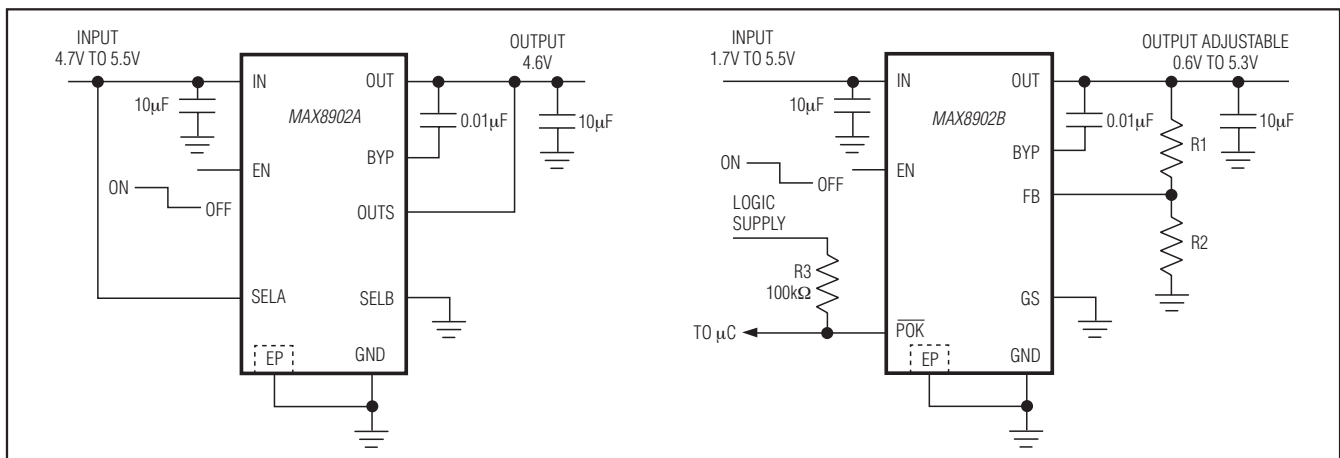 INPUT
4.7V TO 5.5V
OUTPUT
4.6V
IN
OUT
10µF
MAX8902A
0.01µF
10µF
BYP
EN
ON
OFF
OUTS
SELA
SELB
EP
GND
INPUT
1.7V TO 5.5V
OUTPUT ADJUSTABLE
0.6V TO 5.3V
IN
OUT
10µF
MAX8902B
0.01µF
10µF
R1
BYP
ON
OFF
EN
FB
LOGIC
SUPPLY
R2
R3
100kΩ
GS
TO µC
POK
EP
GND